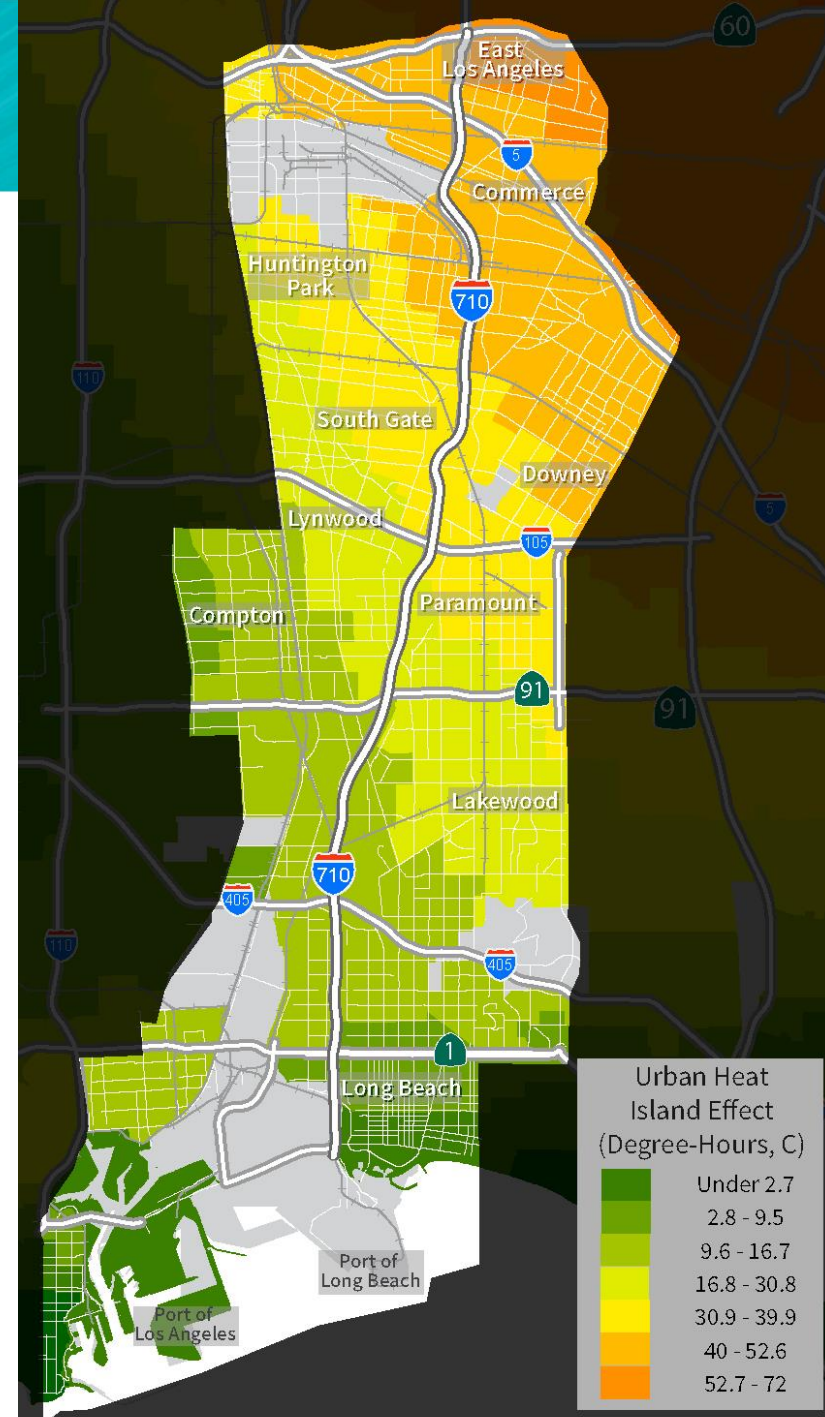 60
East
Los Angeles
5
Commerce
Huntington
Park
710
110
South Gate
Downey
5
Lynwood
105
Compton
Paramount
91
91
Lakewood
710
405
110
405
1
Long Beach
Port of
Long Beach
Port of
Los Angeles
Urban Heat
Island Effect
(Degree-Hours, C)
Under 2.7
2.8 - 9.5
9.6 - 16.7
16.8 - 30.8
30.9 - 39.9
40 - 52.6
52.7 - 72